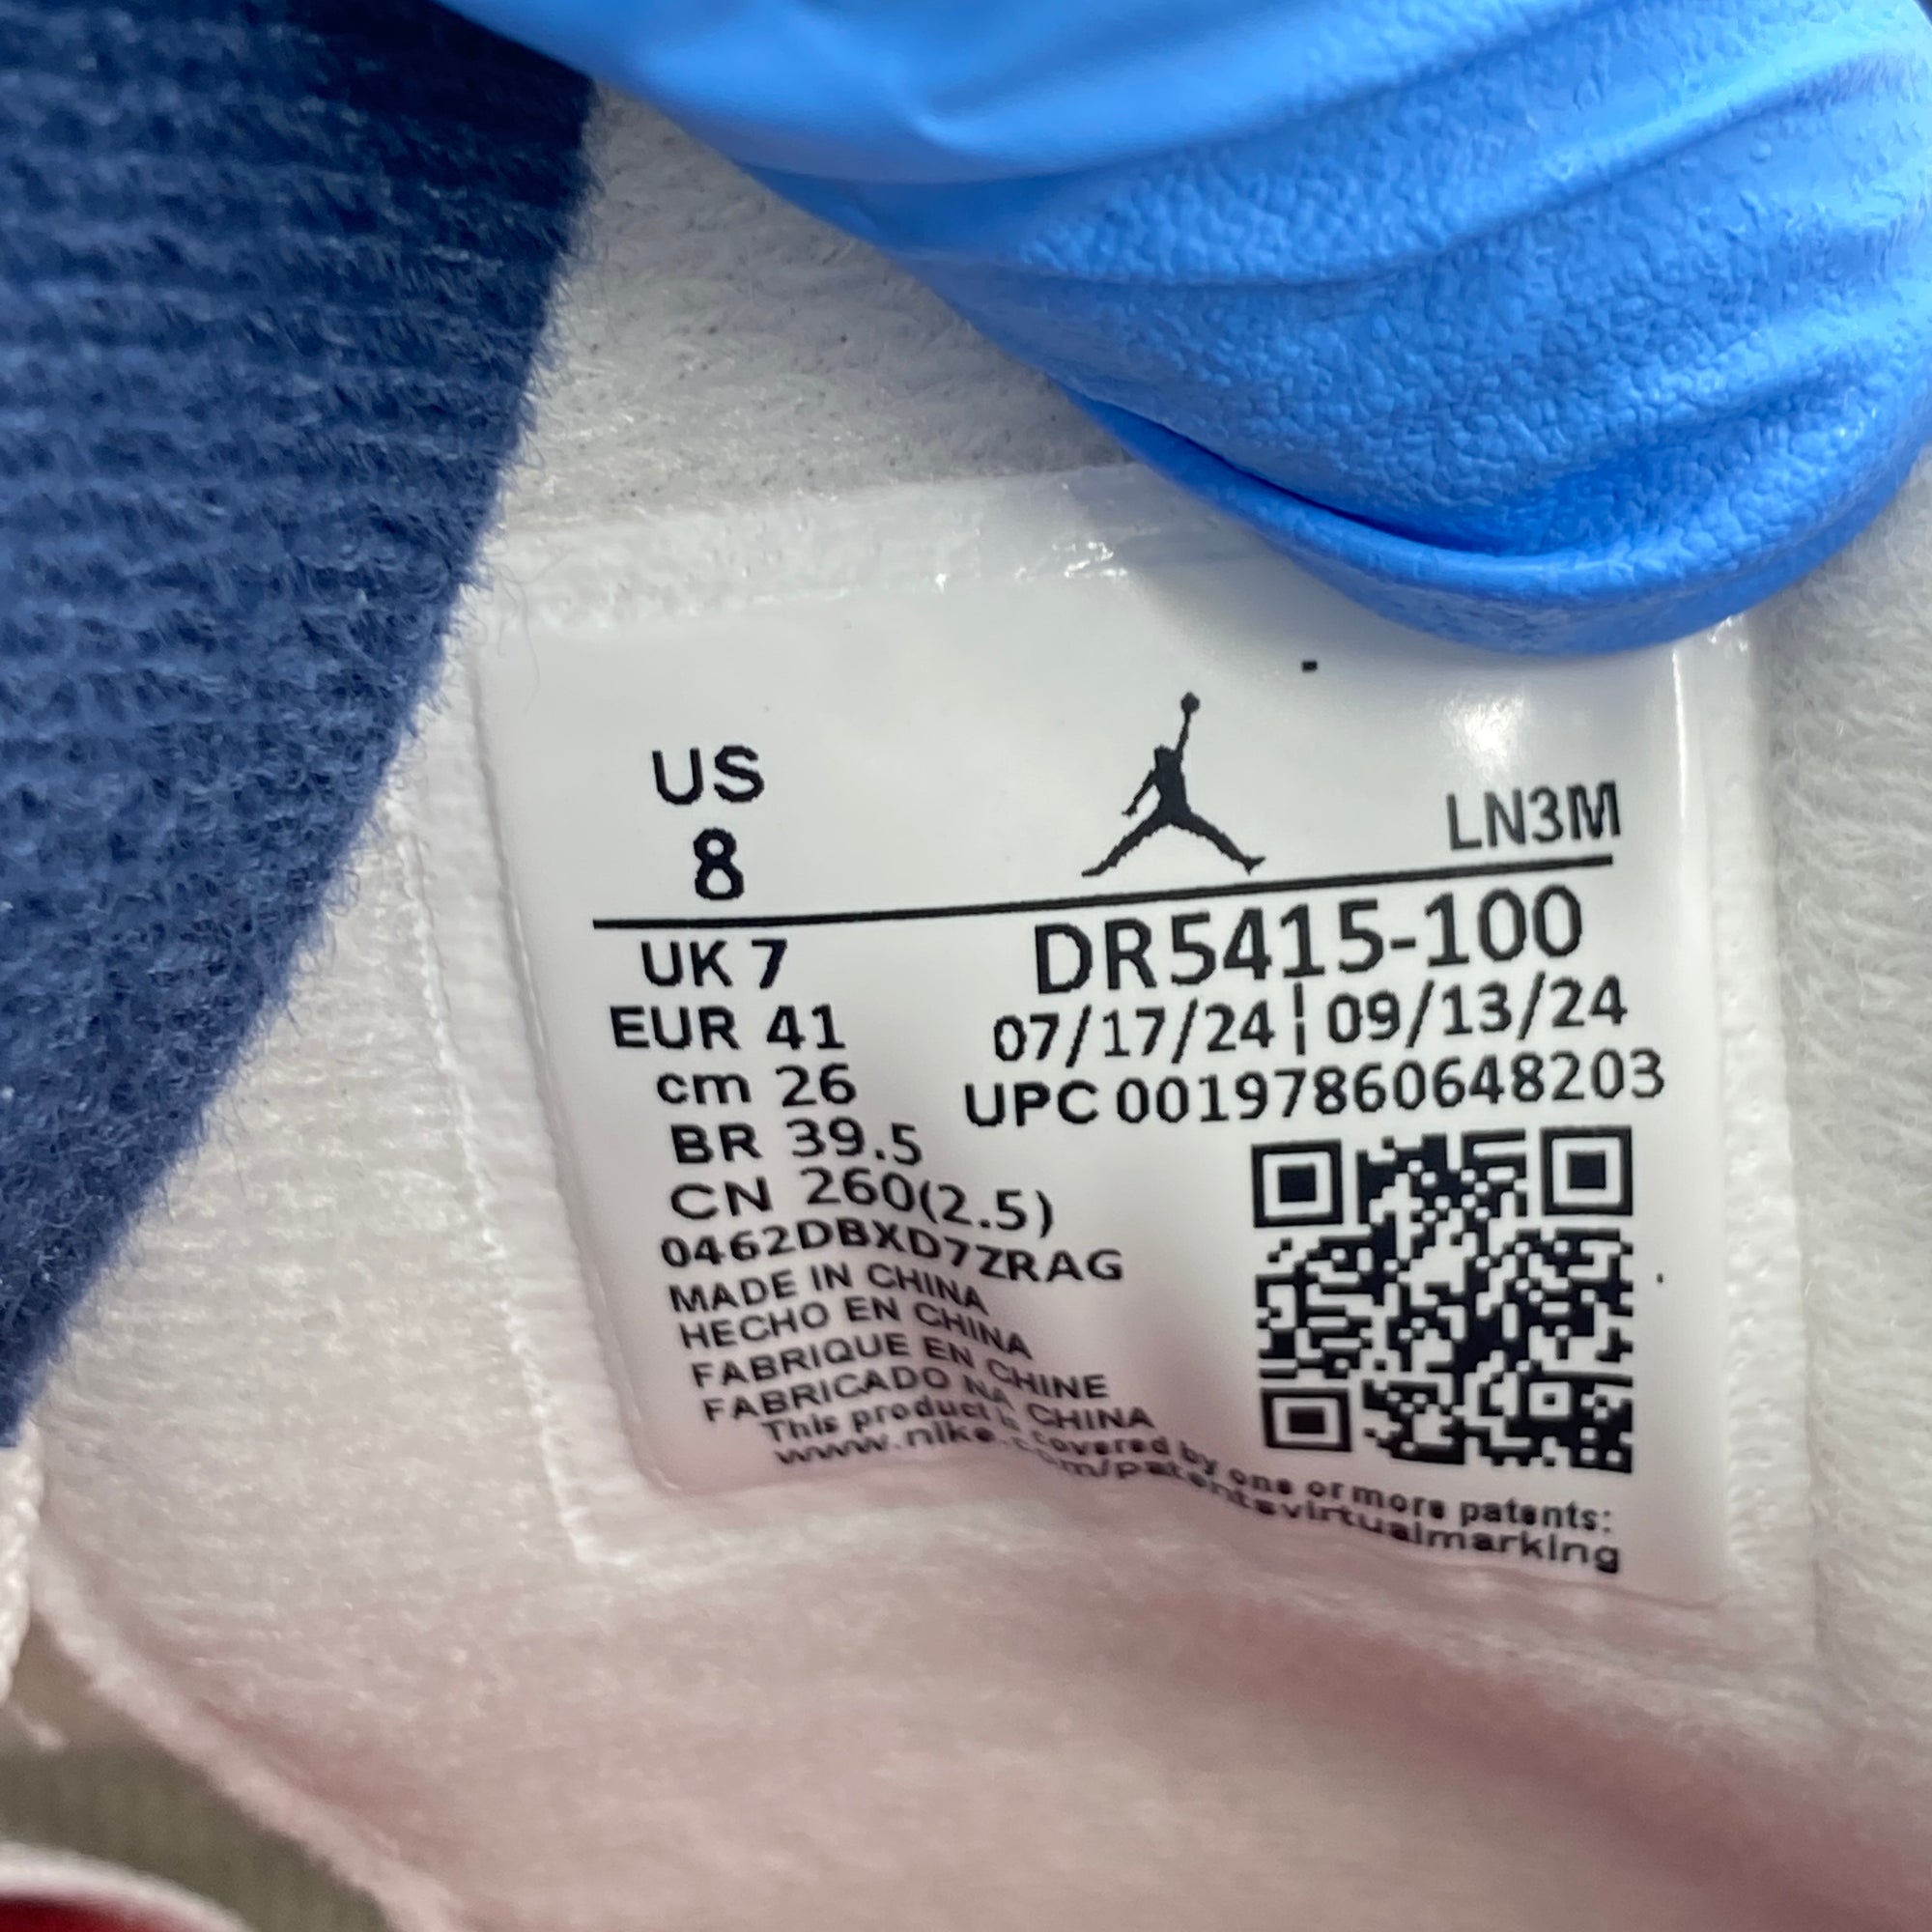 US
8
LN3M
UK 7
EUR 41
cm 26
BR 39.5
CN 260(2.5)
DR5415-100
07/17/24¦09/13/24
UPC 00197860648203
0462DBXD7ZRAG
MADE IN CHINA
HECHO EN CHINA
FABRIQUE EN CHINE
FABRICADO NA CHINA
This product is covered by one or more patents:
www.nike.com/patentsvirtualmarking